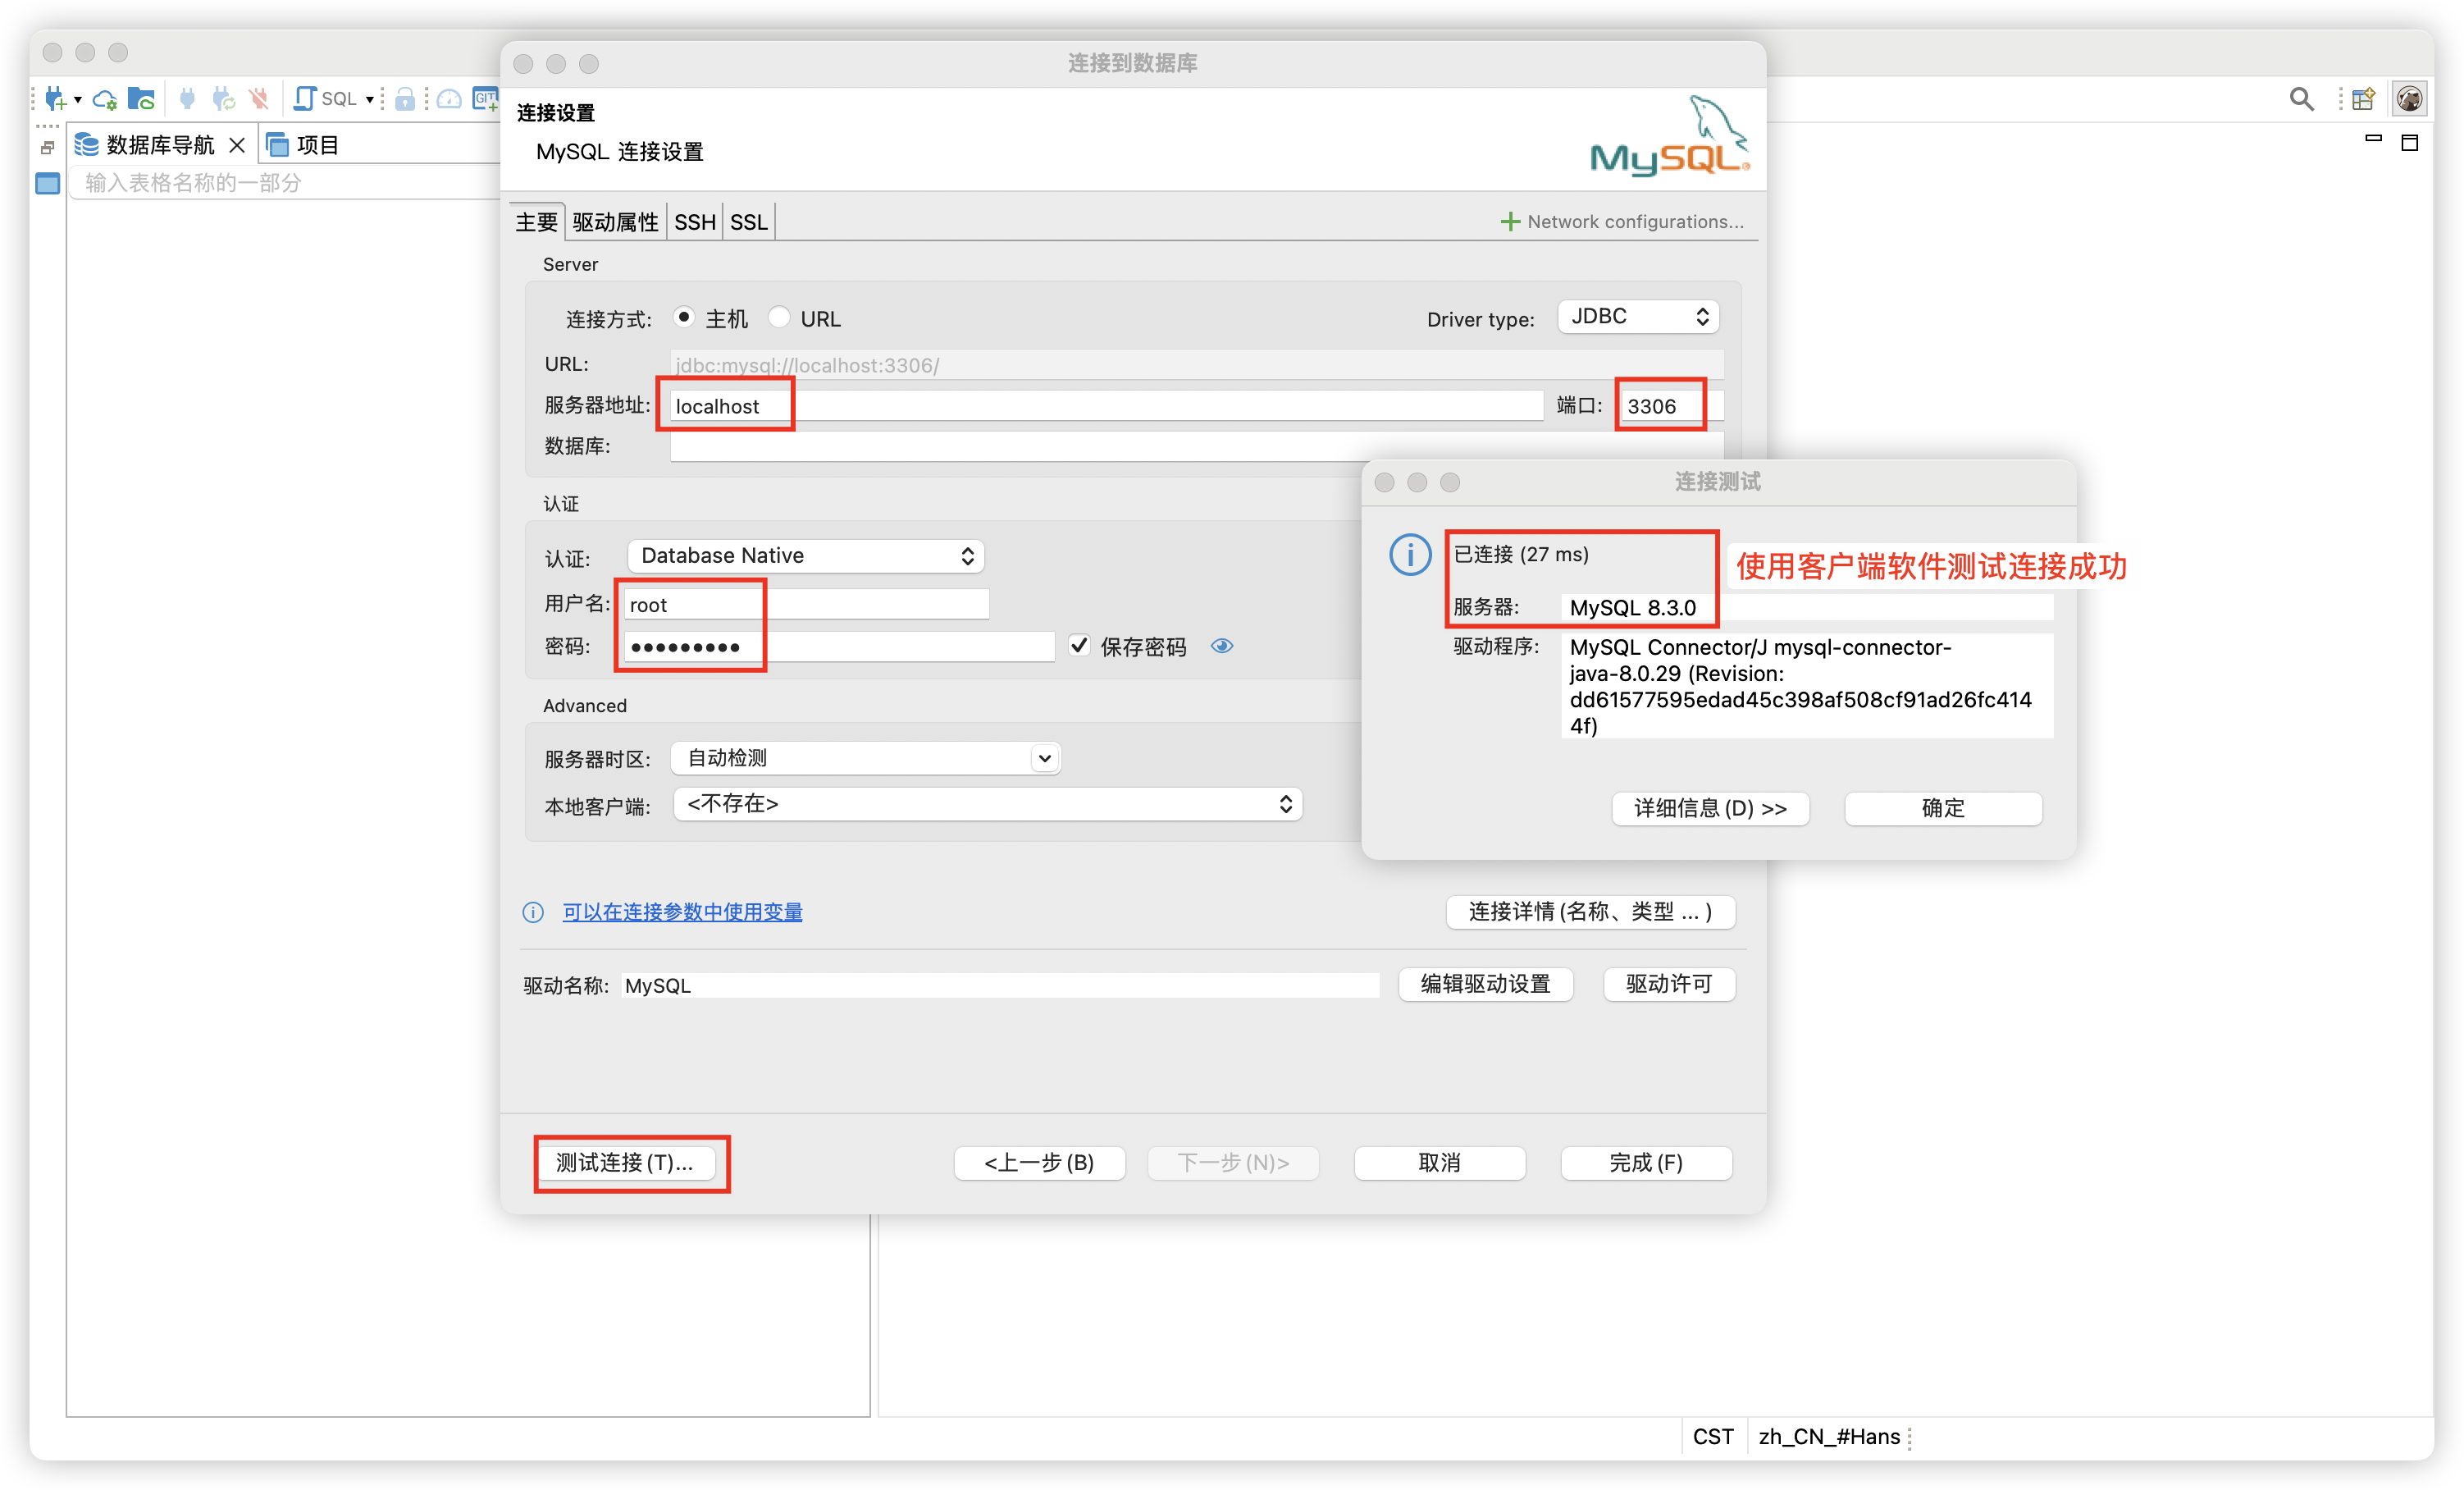 连接到数据库
SQL
GIT
连接设置
MySQL 连接设置
MySQL®
数据库导航
项目
输入表格名称的一部分
主要
驱动属性
SSH
SSL
Network configurations...
Server
连接方式:
主机
URL
Driver type:
JDBC
URL:
jdbc:mysql://localhost:3306/
服务器地址:
localhost
端口:
3306
数据库:
认证
认证:
Database Native
用户名:
root
密码:
●●●●●●●●●
保存密码
连接测试
已连接 (27 ms)
使用客户端软件测试连接成功
服务器:
MySQL 8.3.0
驱动程序:
MySQL Connector/J mysql-connector-
java-8.0.29 (Revision:
dd61577595edad45c398af508cf91ad26fc414
4f)
详细信息(D) >>
确定
Advanced
服务器时区:
自动检测
本地客户端:
<不存在>
可以在连接参数中使用变量
连接详情(名称、类型 ... )
驱动名称:
MySQL
编辑驱动设置
驱动许可
测试连接(T)...
<上一步(B)
下一步(N)>
取消
完成(F)
CST
zh_CN_#Hans